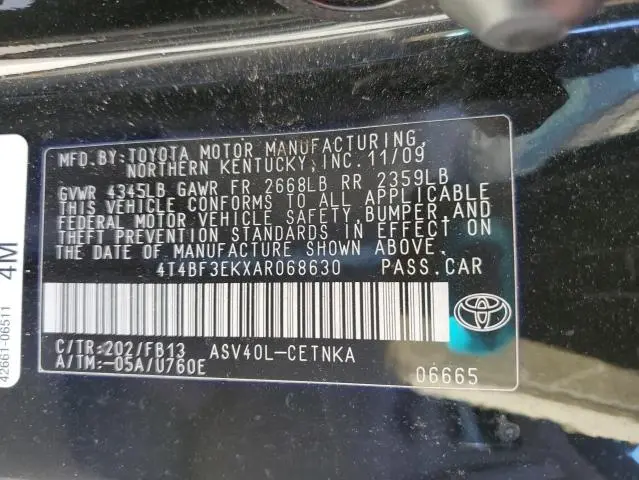 MFD.BY:TOYOTA MOTOR MANUFACTURING,
NORTHERN KENTUCKY,INC.11/09
GVWR 4345LB GAWR FR 2668LB RR 2359LB
THIS VEHICLE CONFORMS TO ALL APPLICABLE
FEDERAL MOTOR VEHICLE SAFETY,BUMPER,AND
THEFT PREVENTION STANDARDS IN EFFECT ON
THE DATE OF MANUFACTURE SHOWN ABOVE.
4T4BF3EKXAR068630 PASS.CAR
C/TR:202/FB13 ASV40L-CETNKA
A/TM:-05A/U760E
06665
42661-06511 4M